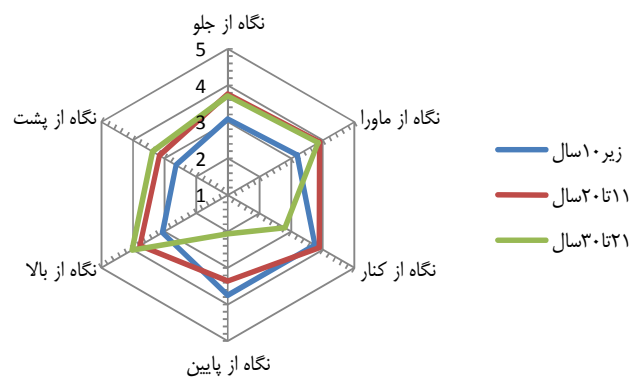 نگاه از جلو
5
4
3
2
1
نگاه از ماورا
نگاه از کنار
نگاه از پایین
نگاه از بالا
نگاه از پشت
زیر۱۰سال
۱۱تا۲۰سال
۲۱تا۳۰سال